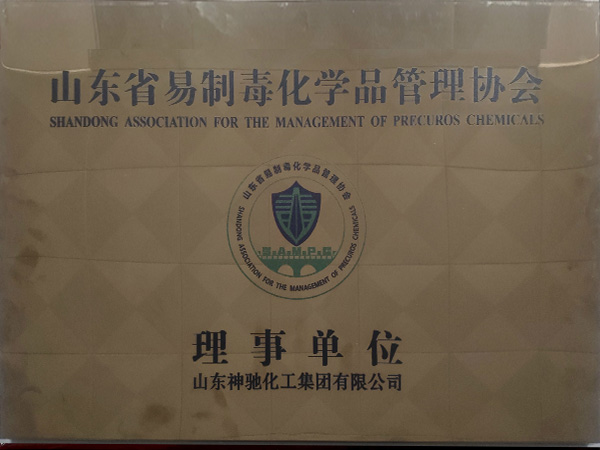 山东省易制毒化学品管理协会
SHANDONG ASSOCIATION FOR THE MANAGEMENT OF PRECUROS CHEMICALS
山东省易制毒化学品管理协会
S.A.M.P.C.
SHANDONG ASSOCIATION FOR THE MANAGEMENT OF PRECUROS CHEMICALS
理事单位
山东神驰化工集团有限公司